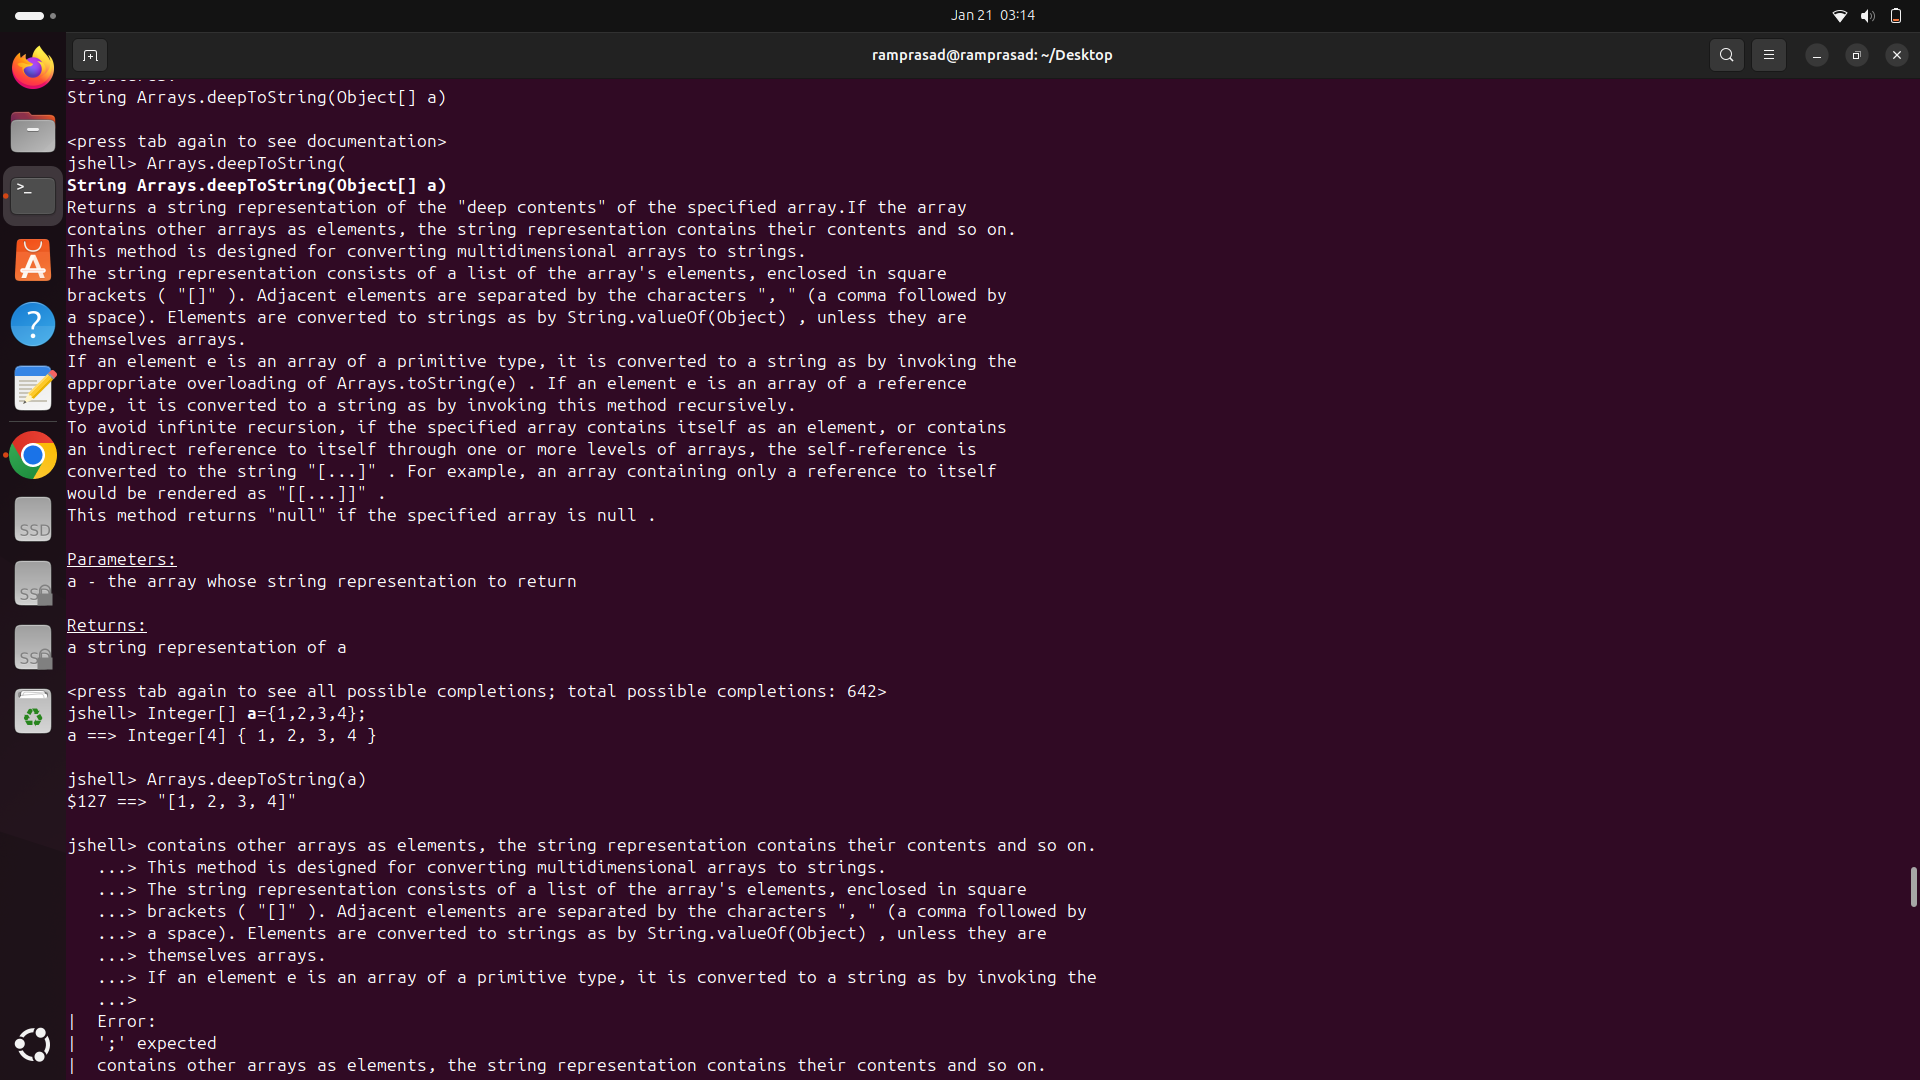 Jan 21 03:14
ramprasad@ramprasad: ~/Desktop
String Arrays.deepToString(Object[] a)
<press tab again to see documentation>
jshell> Arrays.deepToString(
String Arrays.deepToString(Object[] a)
Returns a string representation of the "deep contents" of the specified array.If the array
contains other arrays as elements, the string representation contains their contents and so on.
This method is designed for converting multidimensional arrays to strings.
The string representation consists of a list of the array's elements, enclosed in square
brackets ( "[]" ). Adjacent elements are separated by the characters ", " (a comma followed by
a space). Elements are converted to strings as by String.valueOf(Object) , unless they are
themselves arrays.
If an element e is an array of a primitive type, it is converted to a string as by invoking the
appropriate overloading of Arrays.toString(e) . If an element e is an array of a reference
type, it is converted to a string as by invoking this method recursively.
To avoid infinite recursion, if the specified array contains itself as an element, or contains
an indirect reference to itself through one or more levels of arrays, the self-reference is
converted to the string "[...]" . For example, an array containing only a reference to itself
would be rendered as "[[...]]" .
This method returns "null" if the specified array is null .
Parameters:
a - the array whose string representation to return
Returns:
a string representation of a
<press tab again to see all possible completions; total possible completions: 642>
jshell> Integer[] a={1,2,3,4};
a ==> Integer[4] { 1, 2, 3, 4 }
jshell> Arrays.deepToString(a)
$127 ==> "[1, 2, 3, 4]"
jshell> contains other arrays as elements, the string representation contains their contents and so on.
...> This method is designed for converting multidimensional arrays to strings.
...> The string representation consists of a list of the array's elements, enclosed in square
...> brackets ( "[]" ). Adjacent elements are separated by the characters ", " (a comma followed by
...> a space). Elements are converted to strings as by String.valueOf(Object) , unless they are
...> themselves arrays.
...> If an element e is an array of a primitive type, it is converted to a string as by invoking the
...>
| Error:
| ';' expected
| contains other arrays as elements, the string representation contains their contents and so on.
>_
?
SSD
SSD
SSD